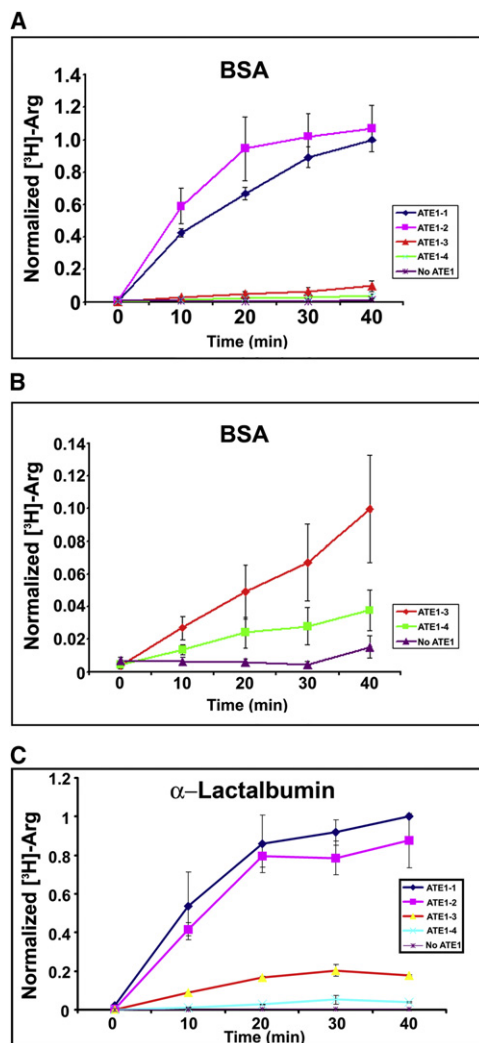 A
BSA
Normalized [³H]-Arg
1.4
1.2
1.0
0.8
0.6
0.4
0.2
0
0 10 20 30 40
Time (min)
ATE1-1
ATE1-2
ATE1-3
ATE1-4
No ATE1
B
BSA
Normalized [³H]-Arg
0.14
0.12
0.10
0.08
0.06
0.04
0.02
0
0 10 20 30 40
Time (min)
ATE1-3
ATE1-4
No ATE1
C
α–Lactalbumin
Normalized [³H]-Arg
1.2
1
0.8
0.6
0.4
0.2
0
0 10 20 30 40
Time (min)
ATE1-1
ATE1-2
ATE1-3
ATE1-4
No ATE1